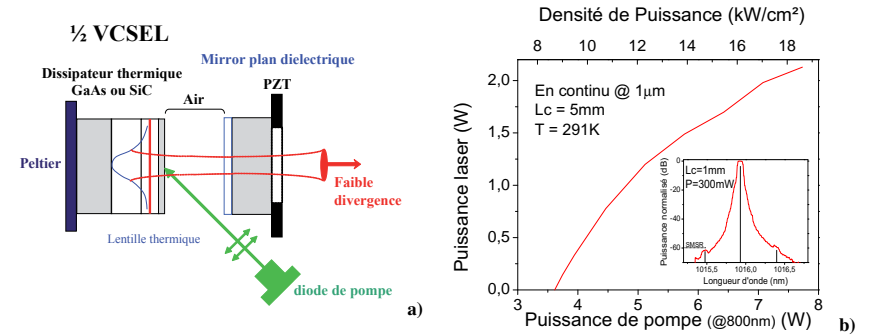 ½ VCSEL
Dissipateur thermique
GaAs ou SiC
Mirror plan dielectrique
PZT
Air
Peltier
Faible
divergence
Lentille thermique
diode de pompe
a)
Densité de Puissance (kW/cm²)
8 10 12 14 16 18
2,0
1,5
1,0
0,5
0,0
Puissance laser (W)
En continu @ 1µm
Lc = 5mm
T = 291K
Lc=1mm
P=300mW
0
-20
-40
-60
SMSR
Puissance normalisé (dB)
1015,5 1016,0 1016,5
Longueur d'onde (nm)
3 4 5 6 7 8
Puissance de pompe (@800nm) (W)
b)